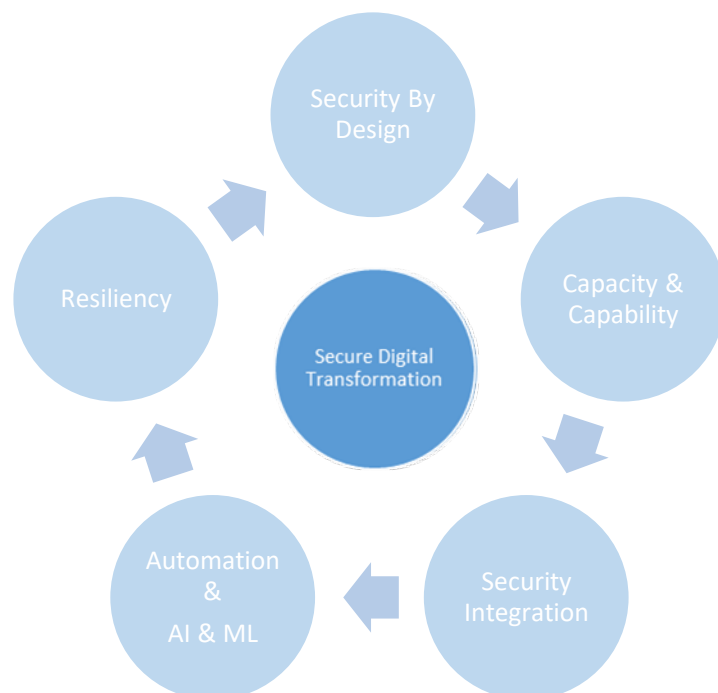 Security By
Design
Capacity &
Capability
Security
Integration
Automation
&
AI & ML
Resiliency
Secure Digital
Transformation